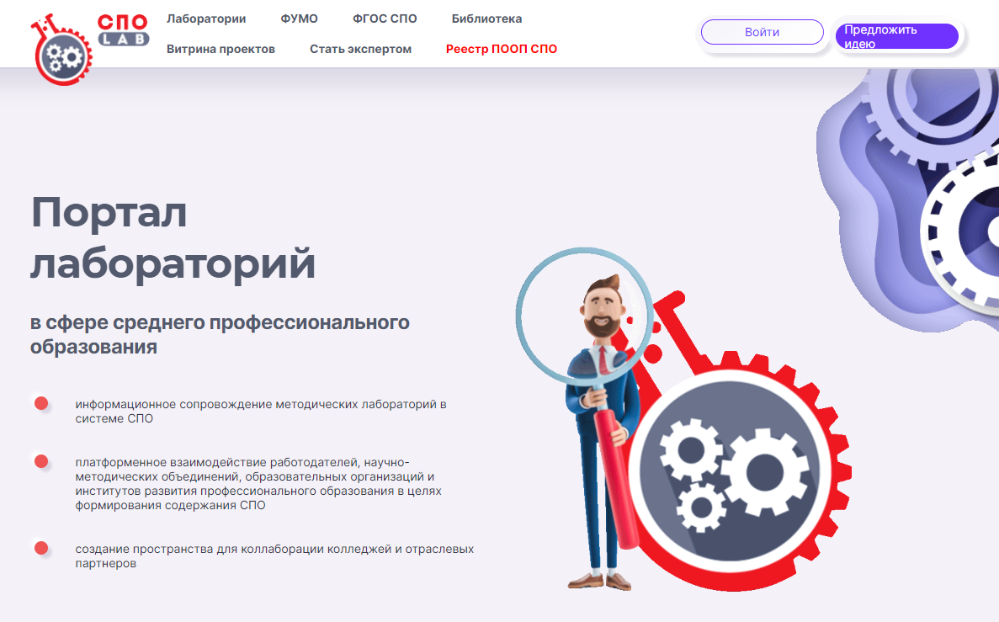 СПО
LAB
Лаборатории ФУМО ФГОС СПО Библиотека
Витрина проектов Стать экспертом Реестр ПООП СПО
Войти
Предложить
идею
Портал
лабораторий
в сфере среднего профессионального
образования
информационное сопровождение методических лабораторий в
системе СПО
платформенное взаимодействие работодателей, научно-
методических объединений, образовательных организаций и
институтов развития профессионального образования в целях
формирования содержания СПО
создание пространства для коллаборации колледжей и отраслевых
партнеров